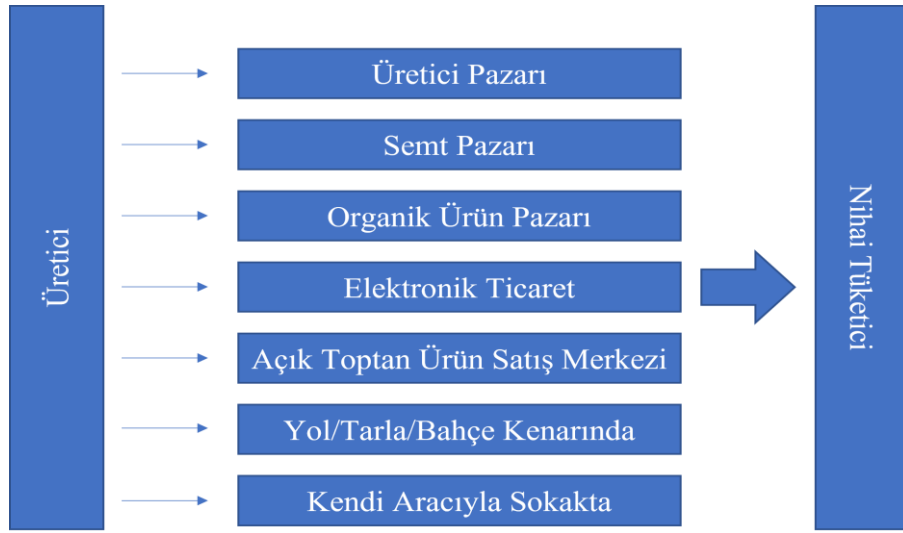 Üretici
Üretici Pazarı
Semt Pazarı
Organik Ürün Pazarı
Elektronik Ticaret
Açık Toptan Ürün Satış Merkezi
Yol/Tarla/Bahçe Kenarında
Kendi Aracıyla Sokakta
Nihai Tüketici